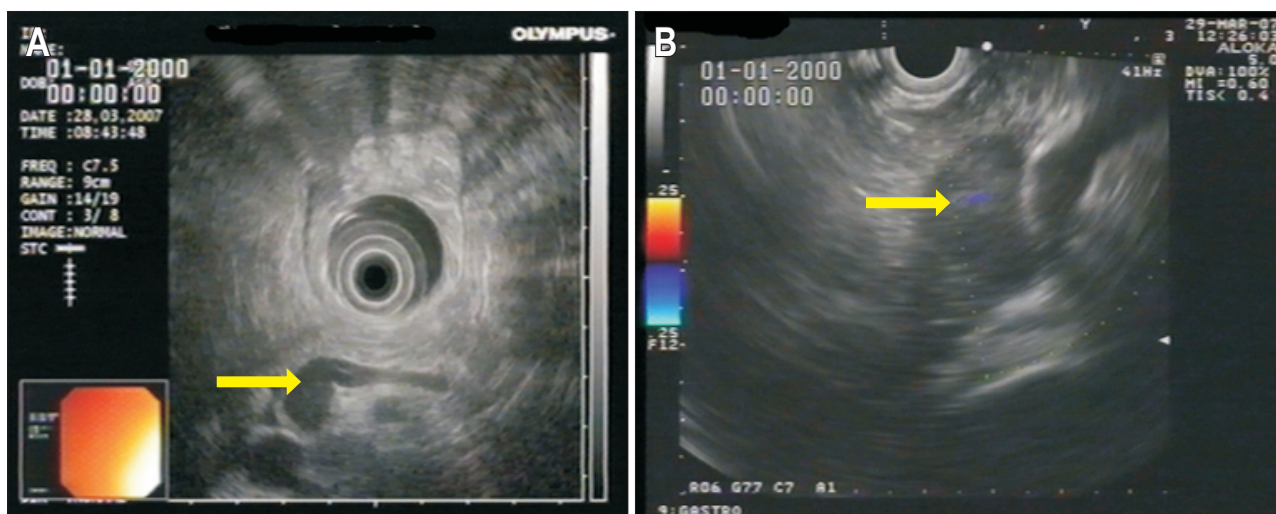 A
OLYMPUS
NAME:
01-01-2000
DOB
00:00:00
DATE :28.03.2007
TIME :08:43:48
FREQ : C7.5
RANGE: 9cm
GAIN :14/19
CONT : 3/ 8
IMAGE:NORMAL
STC
B
Y
3
29-MAR-07
12:26:03
ALOKA
41Hz
DVA:100%
MI =0.60
TIS< 0.4
01-01-2000
00:00:00
.25
.25
F12
R06 G77 C7 A1
9:GASTRO